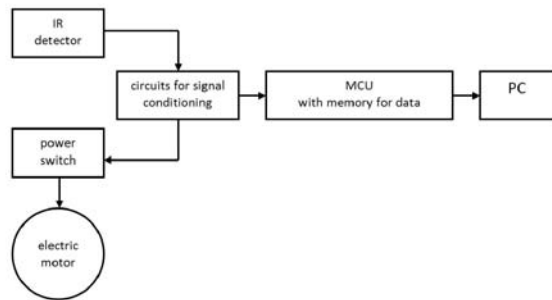 IR
detector
circuits for signal
conditioning
MCU
with memory for data
PC
power
switch
electric
motor